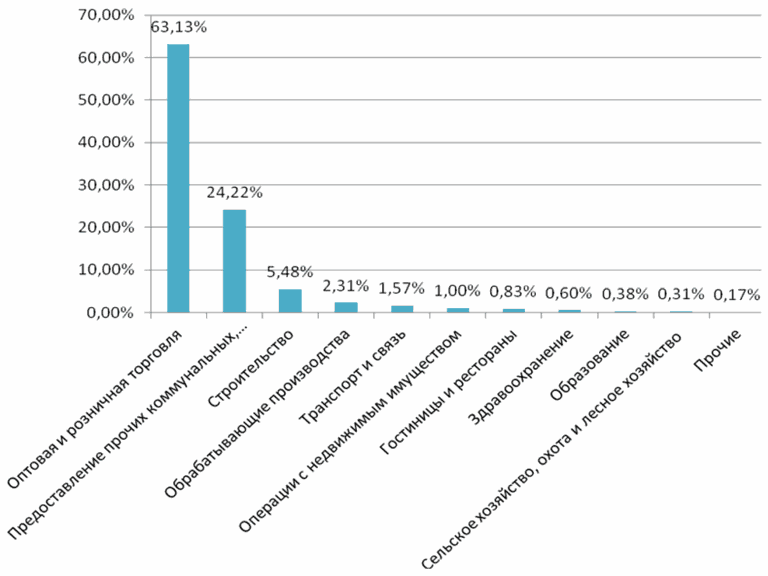 70,00%
60,00%
50,00%
40,00%
30,00%
20,00%
10,00%
0,00%
63,13%
24,22%
5,48%
2,31%
1,57%
1,00%
0,83%
0,60%
0,38%
0,31%
0,17%
Оптовая и розничная торговля
Предоставление прочих коммунальных,...
Строительство
Обрабатывающие производства
Транспорт и связь
Операции с недвижимым имуществом
Гостиницы и рестораны
Здравоохранение
Образование
Сельское хозяйство, охота и лесное хозяйство
Прочие